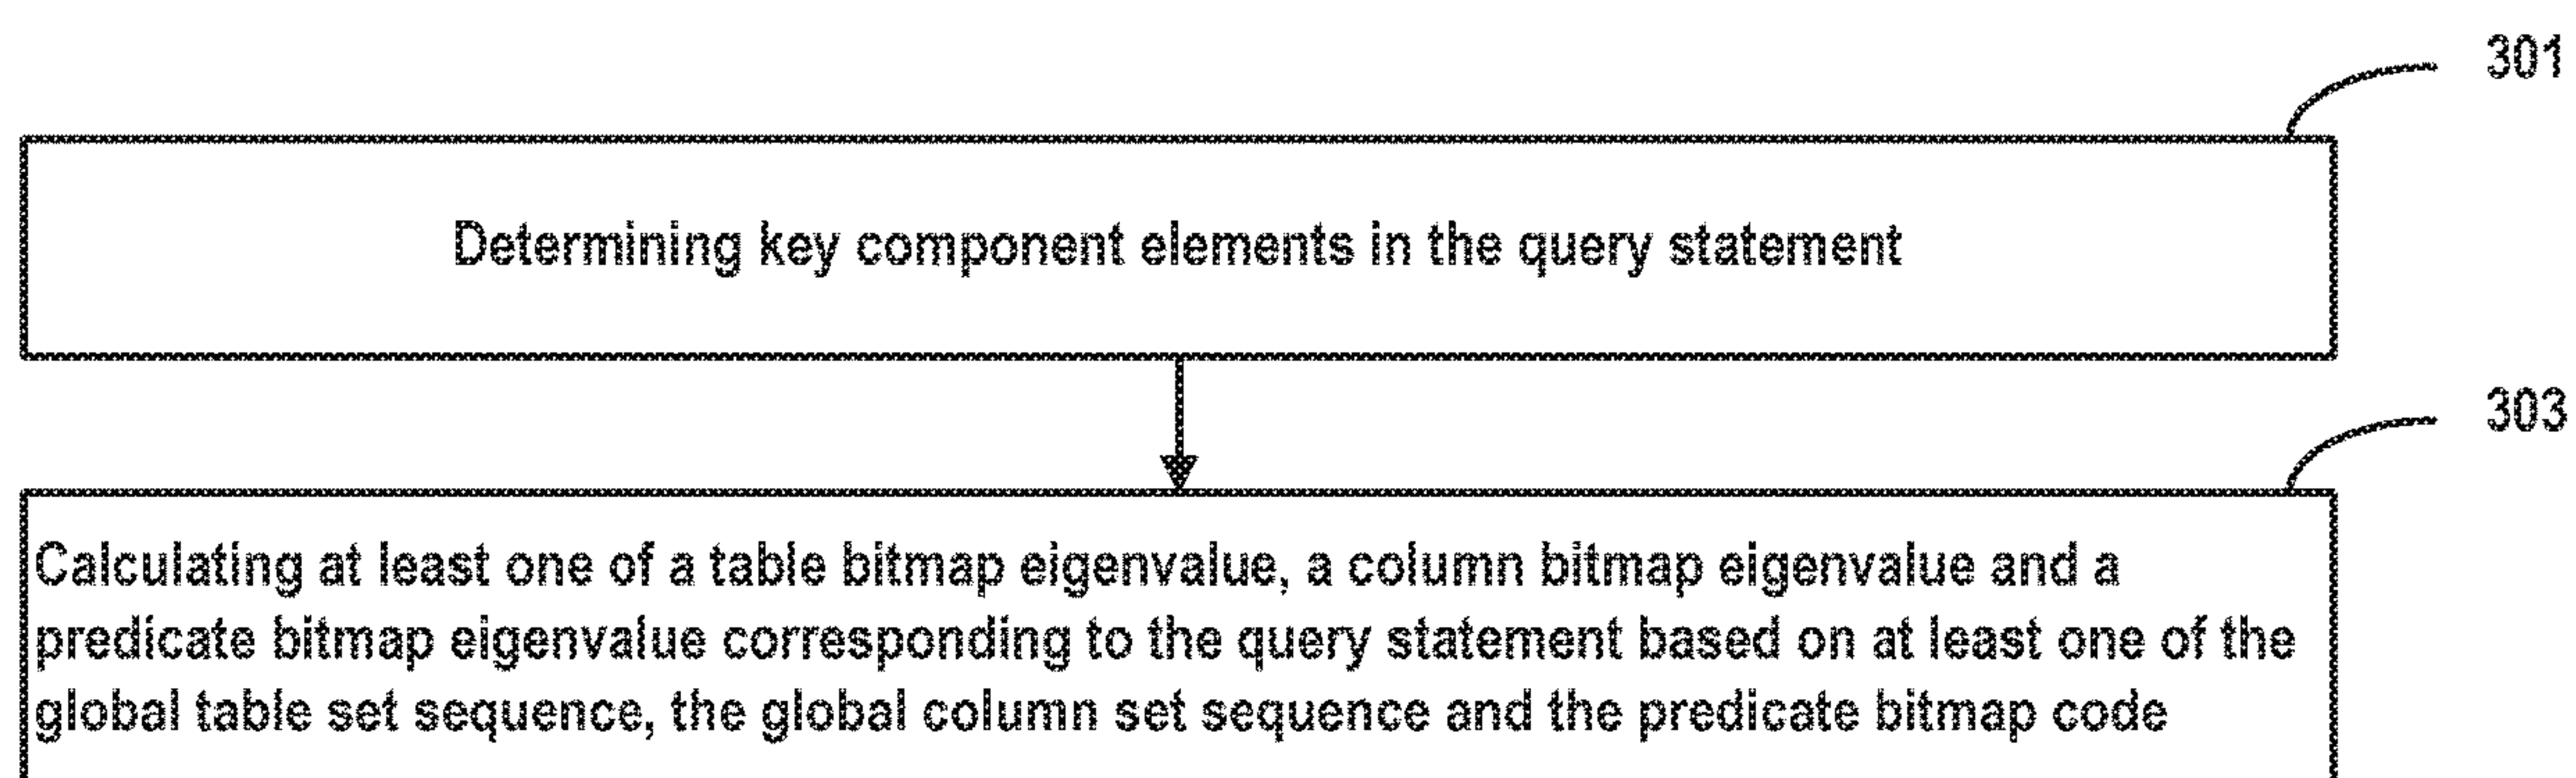 301
Determining key component elements in the query statement
303
Calculating at least one of a table bitmap eigenvalue, a column bitmap eigenvalue and a
predicate bitmap eigenvalue corresponding to the query statement based on at least one of the
global table set sequence, the global column set sequence and the predicate bitmap code